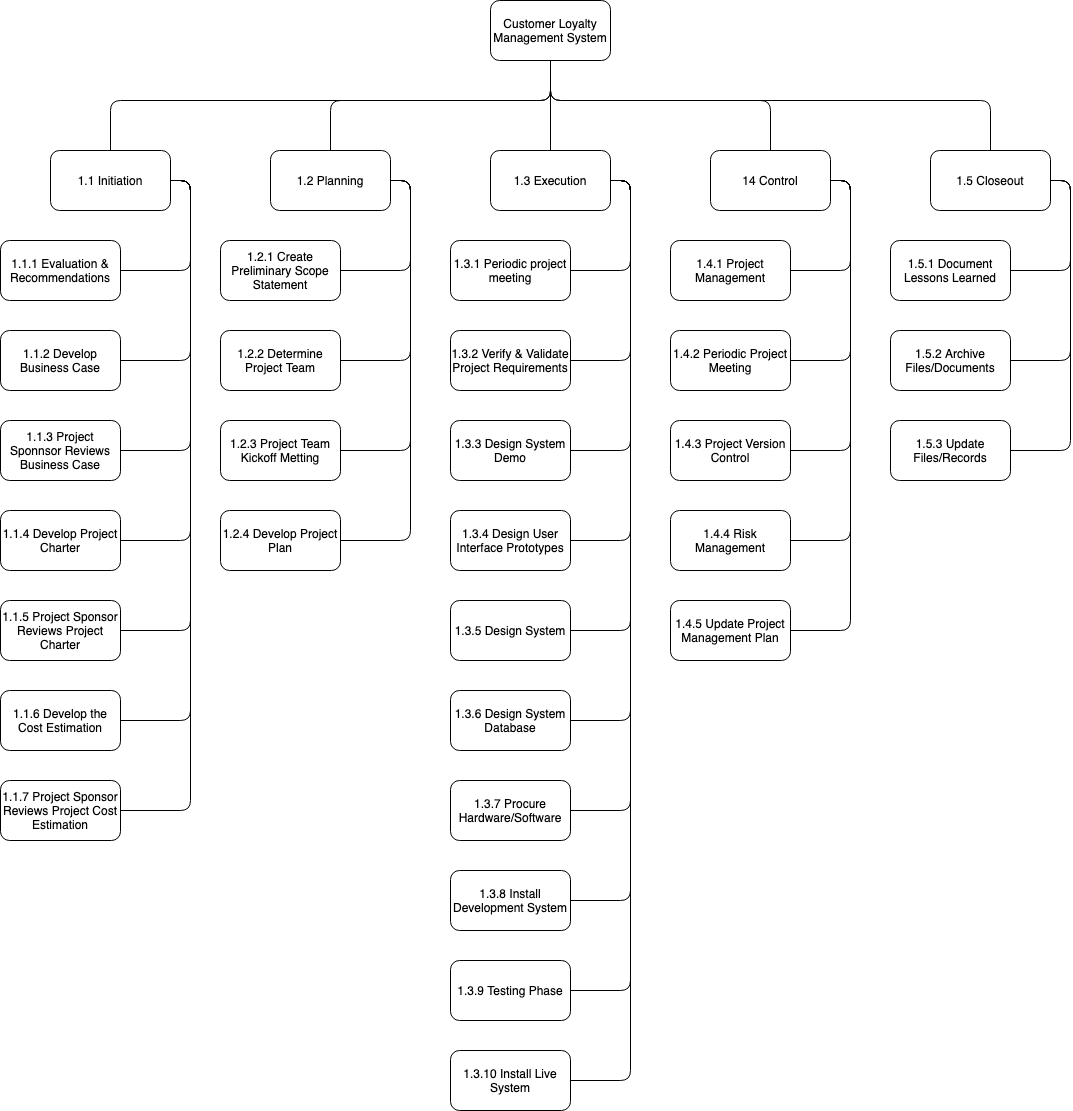 Customer Loyalty
Management System
1.1 Initiation
1.2 Planning
1.3 Execution
14 Control
1.5 Closeout
1.1.1 Evaluation &
Recommendations
1.1.2 Develop
Business Case
1.1.3 Project
Sponnsor Reviews
Business Case
1.1.4 Develop Project
Charter
1.1.5 Project Sponsor
Reviews Project
Charter
1.1.6 Develop the
Cost Estimation
1.1.7 Project Sponsor
Reviews Project Cost
Estimation
1.2.1 Create
Preliminary Scope
Statement
1.2.2 Determine
Project Team
1.2.3 Project Team
Kickoff Metting
1.2.4 Develop Project
Plan
1.3.1 Periodic project
meeting
1.3.2 Verify & Validate
Project Requirements
1.3.3 Design System
Demo
1.3.4 Design User
Interface Prototypes
1.3.5 Design System
1.3.6 Design System
Database
1.3.7 Procure
Hardware/Software
1.3.8 Install
Development System
1.3.9 Testing Phase
1.3.10 Install Live
System
1.4.1 Project
Management
1.4.2 Periodic Project
Meeting
1.4.3 Project Version
Control
1.4.4 Risk
Management
1.4.5 Update Project
Management Plan
1.5.1 Document
Lessons Learned
1.5.2 Archive
Files/Documents
1.5.3 Update
Files/Records